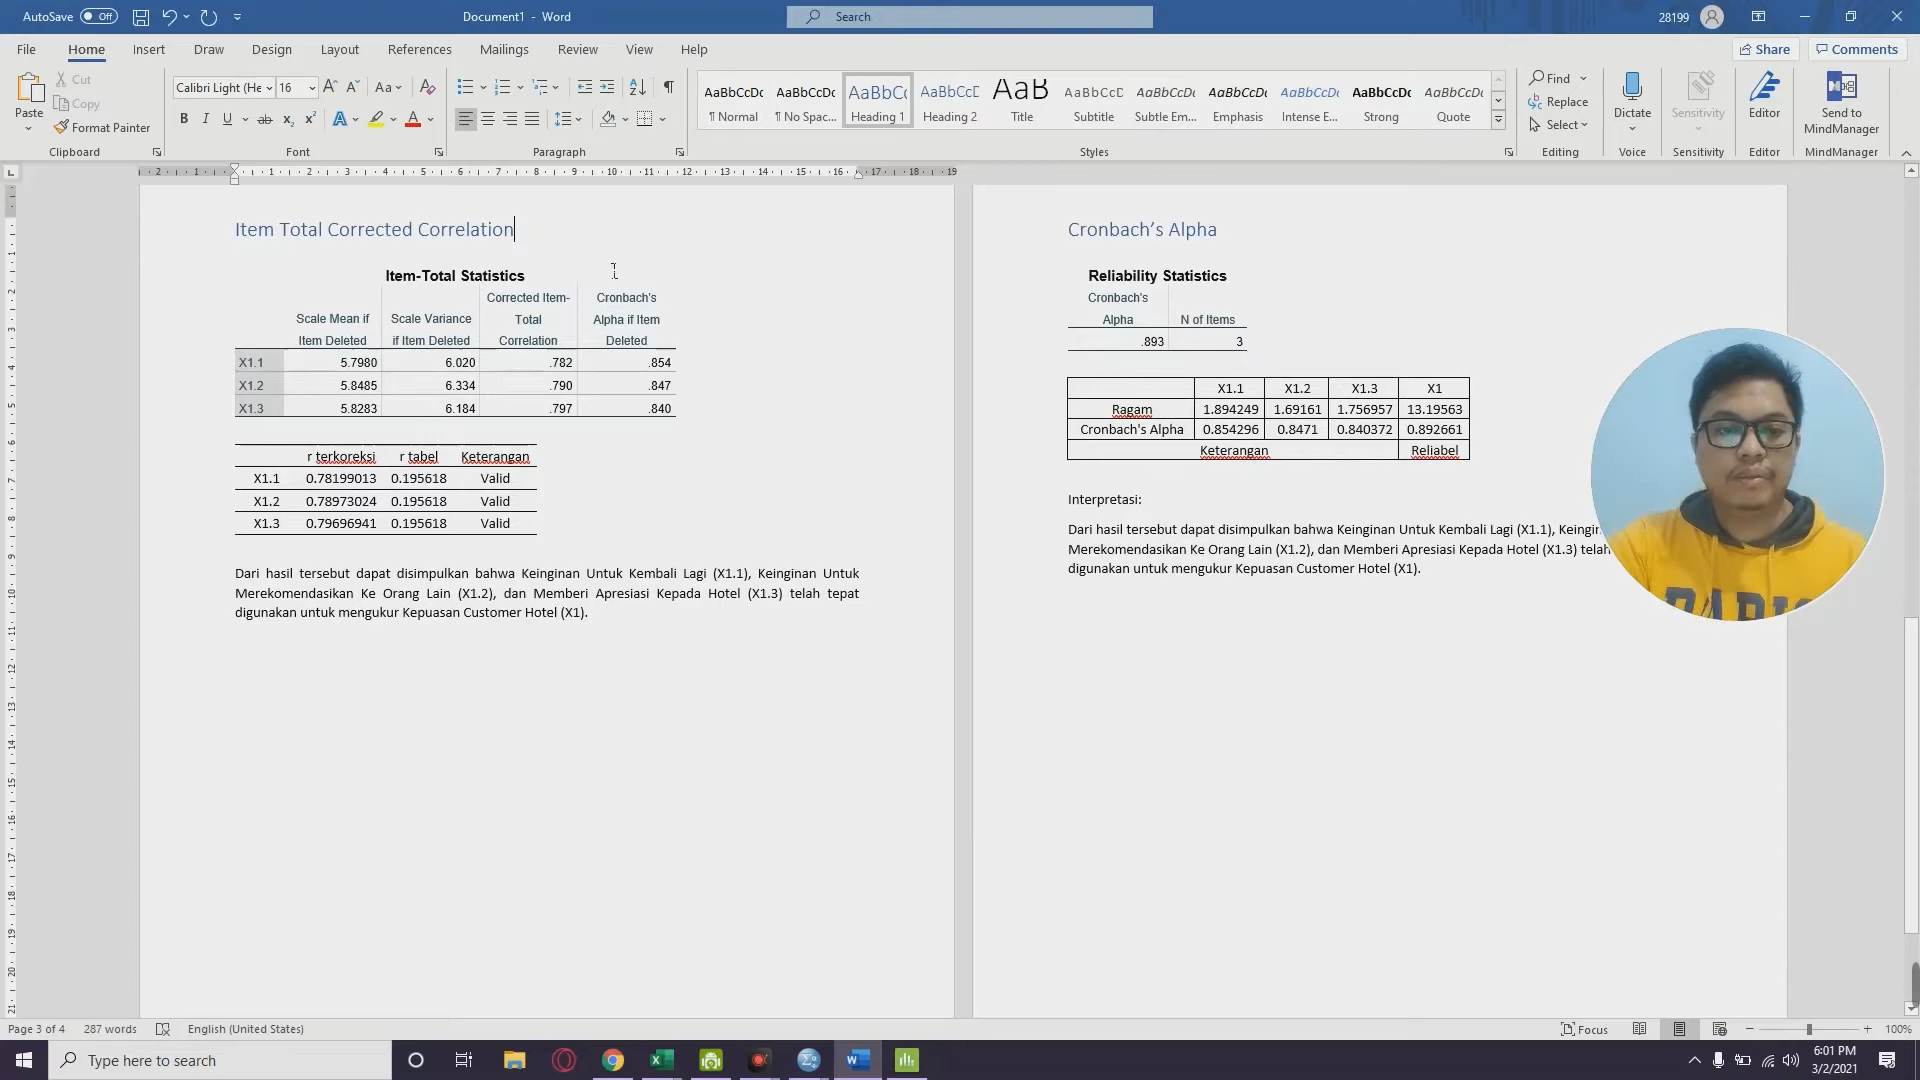 AutoSave Off
Document1 - Word
Search
28199
File Home Insert Draw Design Layout References Mailings Review View Help
Share Comments
Paste
Cut
Copy
Format Painter
Clipboard
Calibri Light (He 16
Font
Paragraph
AaBbCcDc AaBbCcDc AaBbCc AaBbCcD AaB AaBbCcD AaBbCcDc AaBbCcDc AaBbCcDc AaBbCcDc AaBbCcDc
¶ Normal ¶ No Spac... Heading 1 Heading 2 Title Subtitle Subtle Em... Emphasis Intense E... Strong Quote
Styles
Find
Replace
Select
Editing
Dictate
Voice
Sensitivity
Sensitivity
Editor
Editor
Send to
MindManager
MindManager
Item Total Corrected Correlation
Item-Total Statistics
Scale Mean if Item Deleted Scale Variance if Item Deleted Corrected Item-Total Correlation Cronbach's Alpha if Item Deleted
X1.1 5.7980 6.020 .782 .854
X1.2 5.8485 6.334 .790 .847
X1.3 5.8283 6.184 .797 .840
r terkoreksi r tabel Keterangan
X1.1 0.78199013 0.195618 Valid
X1.2 0.78973024 0.195618 Valid
X1.3 0.79696941 0.195618 Valid
Dari hasil tersebut dapat disimpulkan bahwa Keinginan Untuk Kembali Lagi (X1.1), Keinginan Untuk
Merekomendasikan Ke Orang Lain (X1.2), dan Memberi Apresiasi Kepada Hotel (X1.3) telah tepat
digunakan untuk mengukur Kepuasan Customer Hotel (X1).
Cronbach's Alpha
Reliability Statistics
Cronbach's
Alpha N of Items
.893 3
X1.1 X1.2 X1.3 X1
Ragam 1.894249 1.69161 1.756957 13.19563
Cronbach's Alpha 0.854296 0.8471 0.840372 0.892661
Keterangan Reliabel
Interpretasi:
Dari hasil tersebut dapat disimpulkan bahwa Keinginan Untuk Kembali Lagi (X1.1),
Merekomendasikan Ke Orang Lain (X1.2), dan Memberi Apresiasi Kepada Hotel (X1.3) telah
digunakan untuk mengukur Kepuasan Customer Hotel (X1).
Page 3 of 4 287 words English (United States)
Focus 100%
Type here to search
6:01 PM
3/2/2021